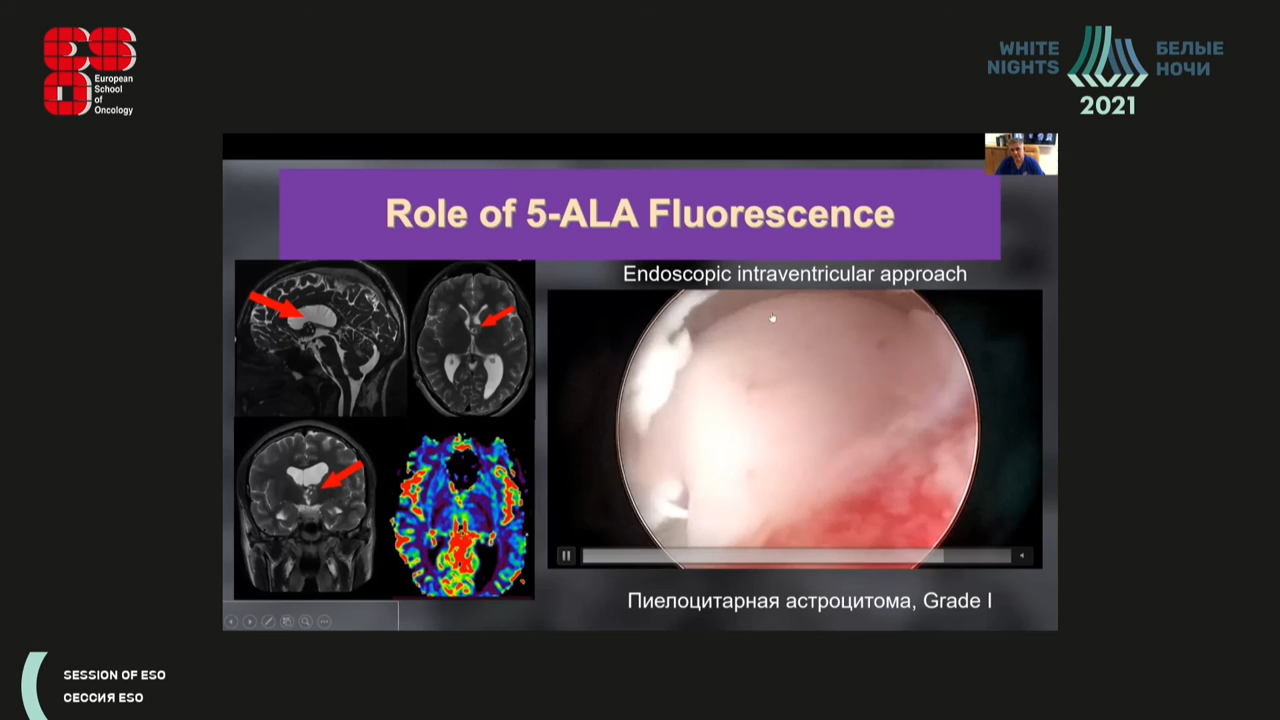 European
School
of
Oncology
WHITE
NIGHTS
БЕЛЫЕ
НОЧИ
2021
Role of 5-ALA Fluorescence
Endoscopic intraventricular approach
Пиелоцитарная астроцитома, Grade I
SESSION OF ESO
СЕССИЯ ESO